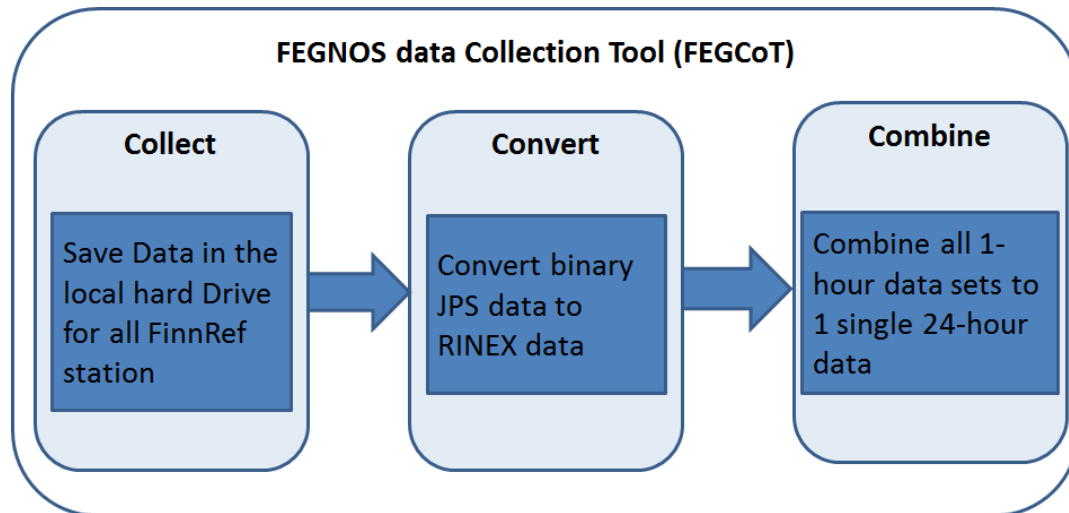 FEGNOS data Collection Tool (FEGCoT)
Collect
Save Data in the
local hard Drive
for all FinnRef
station
Convert
Convert binary
JPS data to
RINEX data
Combine
Combine all 1-
hour data sets to
1 single 24-hour
data